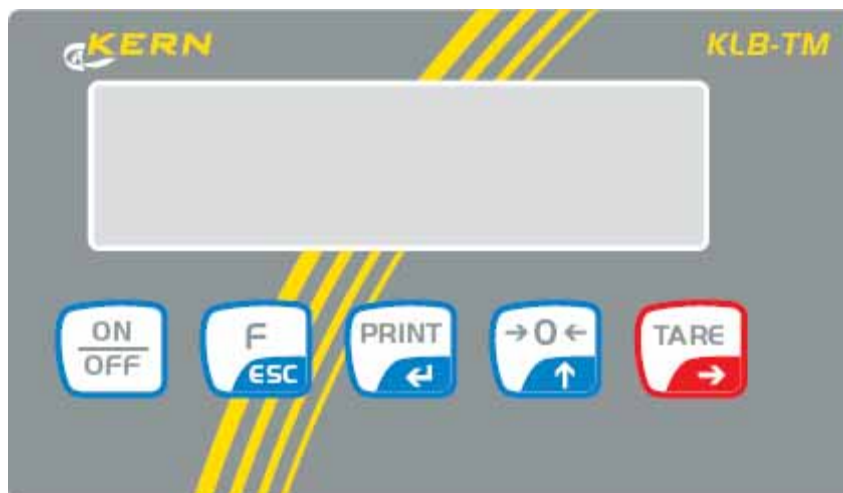 KERN KLB-TM
ON
OFF
F
ESC
PRINT
→0←
TARE